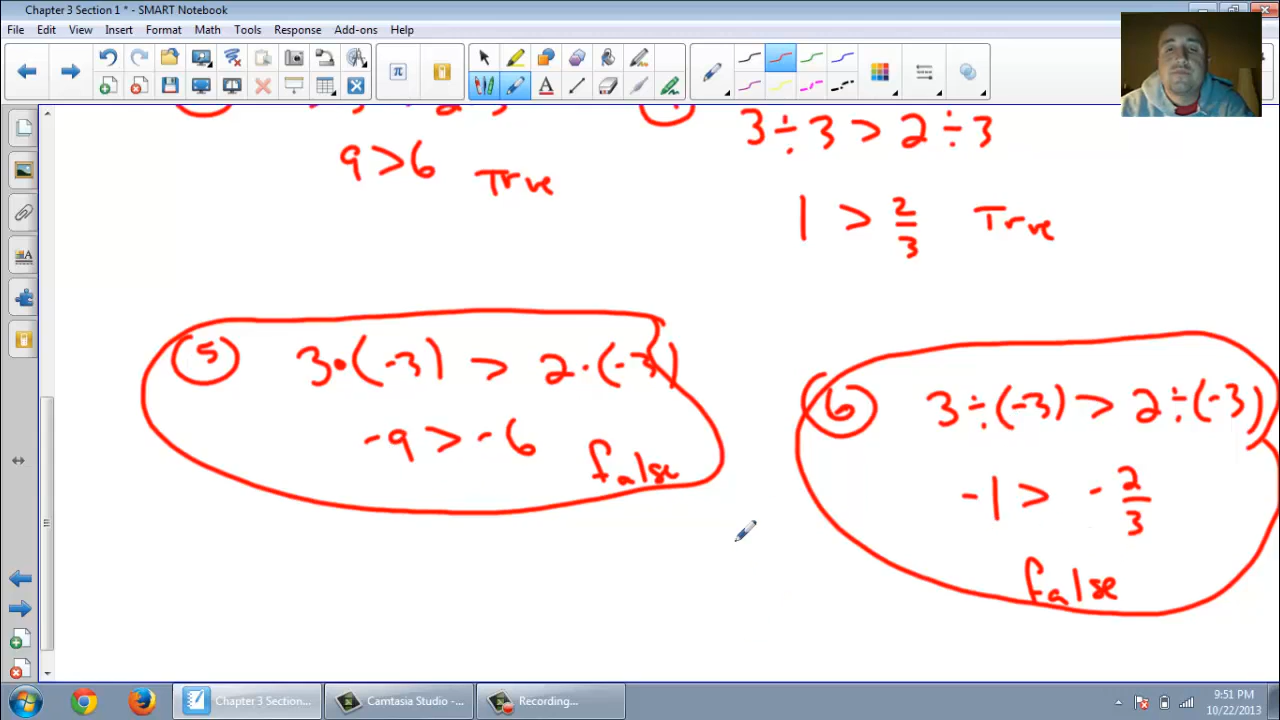 Chapter 3 Section 1 * - SMART Notebook
File Edit View Insert Format Math Tools Response Add-ons Help
9 > 6 True
3 ÷ 3 > 2 ÷ 3
1 > 2/3 True
5 3 • (-3) > 2 · (-3)
-9 > -6 false
6 3 ÷ (-3) > 2 ÷ (-3)
-1 > - 2/3
false
Chapter 3 Section...
Camtasia Studio -...
Recording...
9:51 PM
10/22/2013